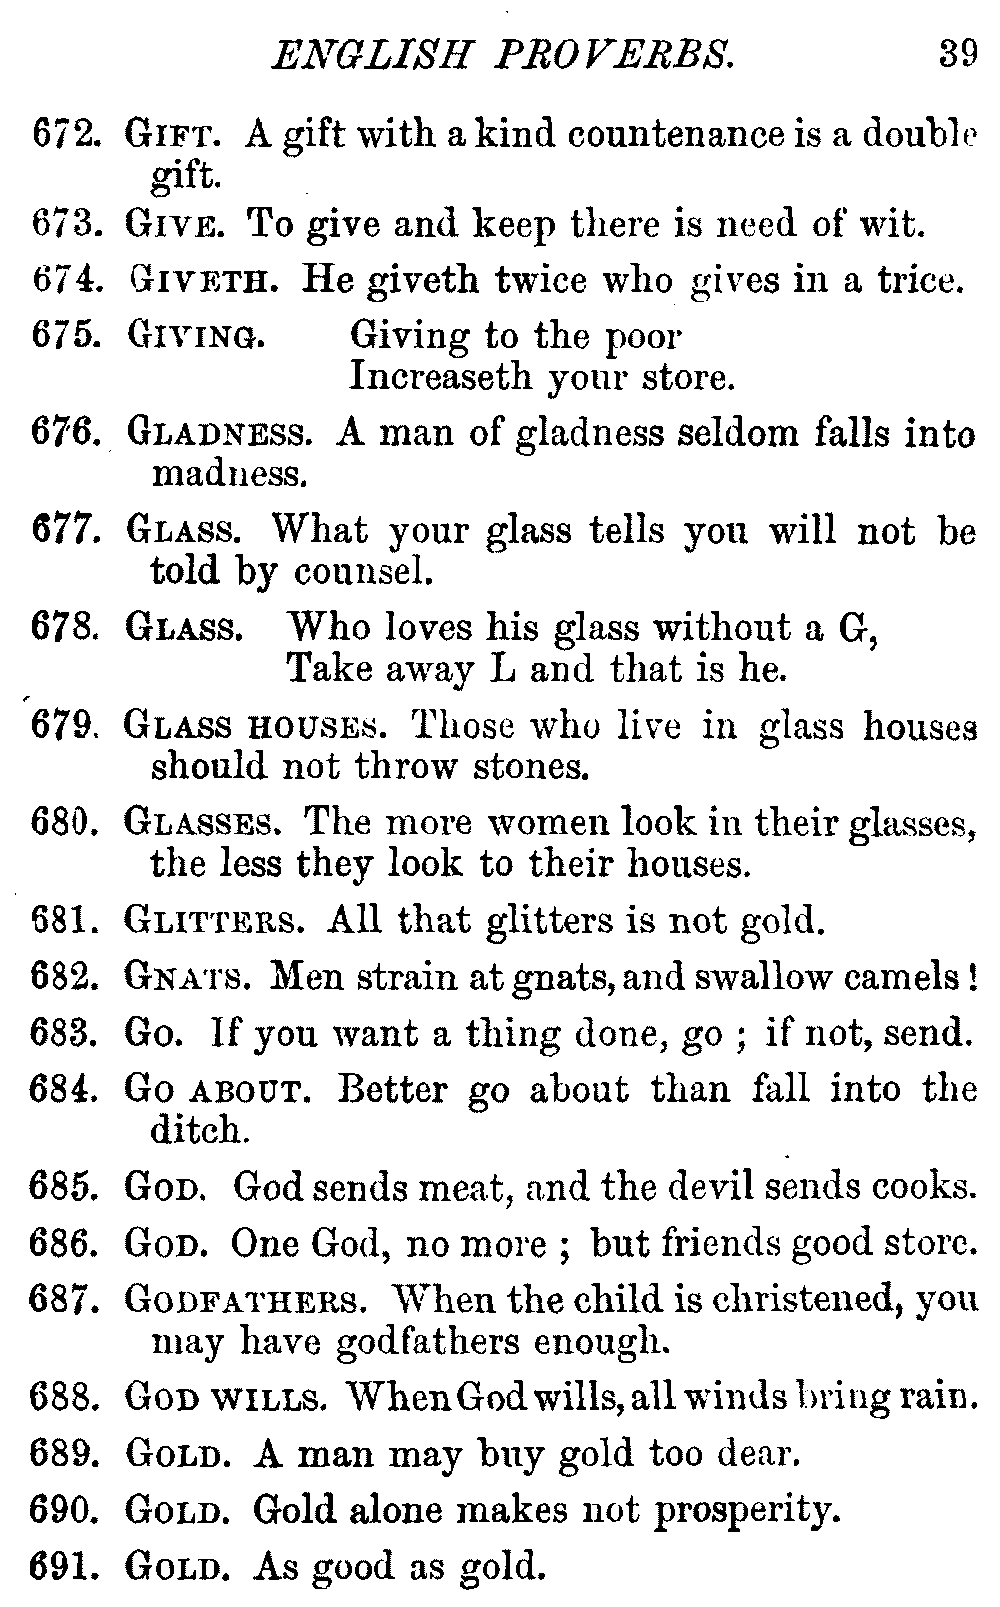 ENGLISH PROVERBS. 39
672. GIFT. A gift with a kind countenance is a double
gift.
673. GIVE. To give and keep there is need of wit.
674. GIVETH. He giveth twice who gives in a trice.
675. GIVING. Giving to the poor
Increaseth your store.
676. GLADNESS. A man of gladness seldom falls into
madness.
677. GLASS. What your glass tells you will not be
told by counsel.
678. GLASS. Who loves his glass without a G,
Take away L and that is he.
679. GLASS HOUSES. Those who live in glass houses
should not throw stones.
680. GLASSES. The more women look in their glasses,
the less they look to their houses.
681. GLITTERS. All that glitters is not gold.
682. GNATS. Men strain at gnats, and swallow camels !
683. GO. If you want a thing done, go ; if not, send.
684. GO ABOUT. Better go about than fall into the
ditch.
685. GOD. God sends meat, and the devil sends cooks.
686. GOD. One God, no more ; but friends good store.
687. GODFATHERS. When the child is christened, you
may have godfathers enough.
688. GOD WILLS. When God wills, all winds bring rain.
689. GOLD. A man may buy gold too dear.
690. GOLD. Gold alone makes not prosperity.
691. GOLD. As good as gold.